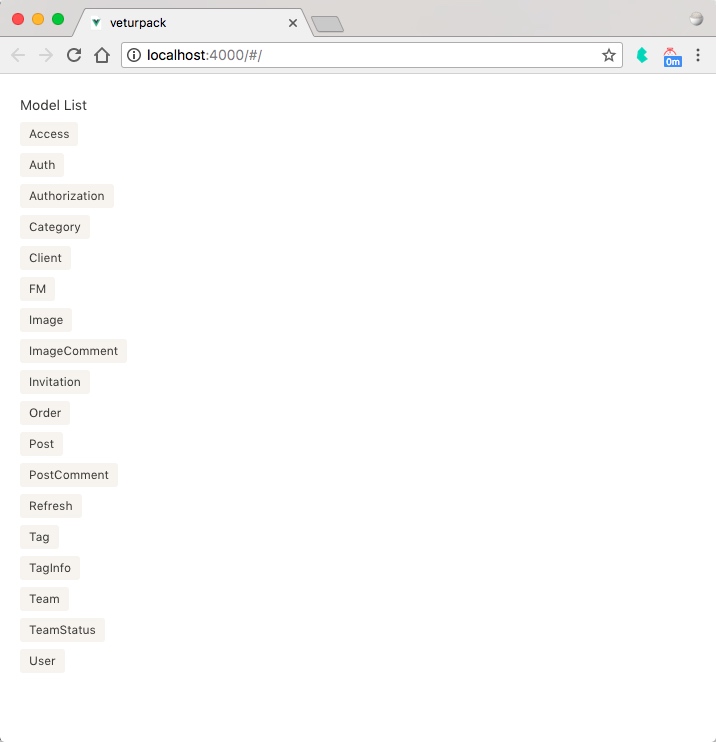 veturpack
localhost:4000/#/
0m
Model List
Access
Auth
Authorization
Category
Client
FM
Image
ImageComment
Invitation
Order
Post
PostComment
Refresh
Tag
TagInfo
Team
TeamStatus
User